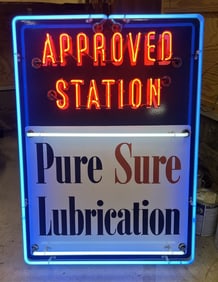 APPROVED
STATION
Pure Sure
Lubrication